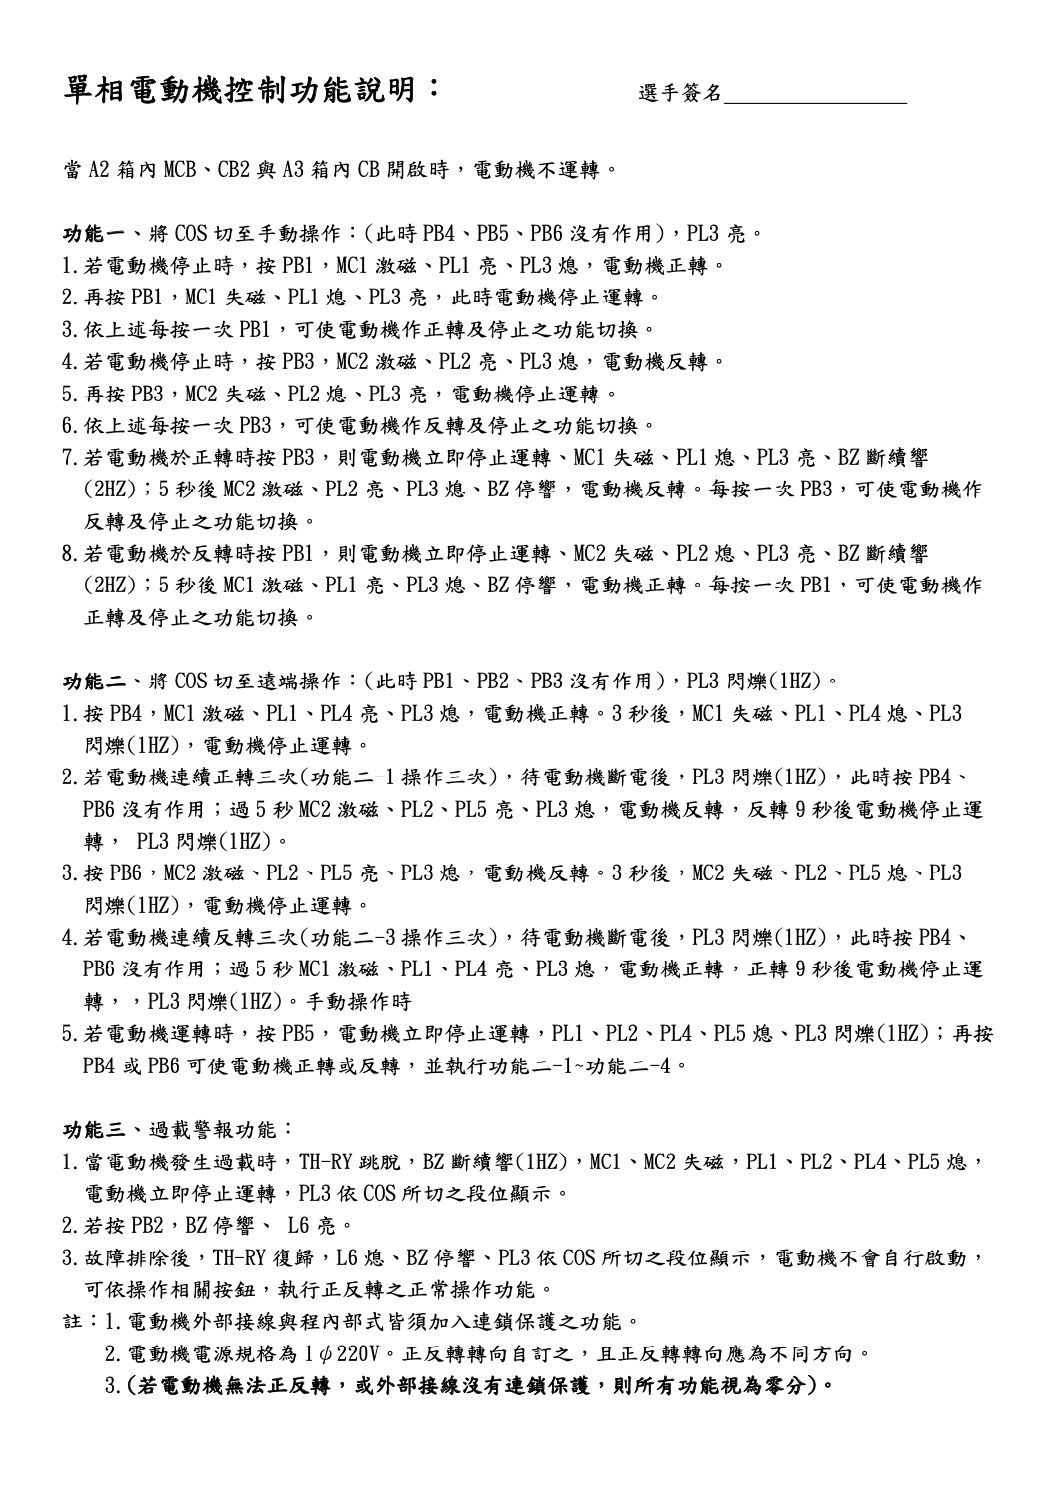 單相電動機控制功能說明： 選手簽名
當 A2 箱內 MCB、CB2 與 A3 箱內 CB 開啟時，電動機不運轉。
功能一、將 COS 切至手動操作：(此時 PB4、PB5、PB6 沒有作用)，PL3 亮。
1.若電動機停止時，按 PB1，MC1 激磁、PL1 亮、PL3 熄，電動機正轉。
2.再按 PB1，MC1 失磁、PL1 熄、PL3 亮，此時電動機停止運轉。
3.依上述每按一次 PB1，可使電動機作正轉及停止之功能切換。
4.若電動機停止時，按 PB3，MC2 激磁、PL2 亮、PL3 熄，電動機反轉。
5.再按 PB3，MC2 失磁、PL2 熄、PL3 亮，電動機停止運轉。
6.依上述每按一次 PB3，可使電動機作反轉及停止之功能切換。
7.若電動機於正轉時按 PB3，則電動機立即停止運轉、MC1 失磁、PL1 熄、PL3 亮、BZ 斷續響
(2HZ)；5 秒後 MC2 激磁、PL2 亮、PL3 熄、BZ 停響，電動機反轉。每按一次 PB3，可使電動機作
反轉及停止之功能切換。
8.若電動機於反轉時按 PB1，則電動機立即停止運轉、MC2 失磁、PL2 熄、PL3 亮、BZ 斷續響
(2HZ)；5 秒後 MC1 激磁、PL1 亮、PL3 熄、BZ 停響，電動機正轉。每按一次 PB1，可使電動機作
正轉及停止之功能切換。
功能二、將 COS 切至遠端操作：(此時 PB1、PB2、PB3 沒有作用)，PL3 閃爍(1HZ)。
1.按 PB4，MC1 激磁、PL1、PL4 亮、PL3 熄，電動機正轉。3 秒後，MC1 失磁、PL1、PL4 熄、PL3
閃爍(1HZ)，電動機停止運轉。
2.若電動機連續正轉三次(功能二-1 操作三次)，待電動機斷電後，PL3 閃爍(1HZ)，此時按 PB4、
PB6 沒有作用；過 5 秒 MC2 激磁、PL2、PL5 亮、PL3 熄，電動機反轉，反轉 9 秒後電動機停止運
轉， PL3 閃爍(1HZ)。
3.按 PB6，MC2 激磁、PL2、PL5 亮、PL3 熄，電動機反轉。3 秒後，MC2 失磁、PL2、PL5 熄、PL3
閃爍(1HZ)，電動機停止運轉。
4.若電動機連續反轉三次(功能二-3 操作三次)，待電動機斷電後，PL3 閃爍(1HZ)，此時按 PB4、
PB6 沒有作用；過 5 秒 MC1 激磁、PL1、PL4 亮、PL3 熄，電動機正轉，正轉 9 秒後電動機停止運
轉，，PL3 閃爍(1HZ)。手動操作時
5.若電動機運轉時，按 PB5，電動機立即停止運轉，PL1、PL2、PL4、PL5 熄、PL3 閃爍(1HZ)；再按
PB4 或 PB6 可使電動機正轉或反轉，並執行功能二-1~功能二-4。
功能三、過載警報功能：
1.當電動機發生過載時，TH-RY 跳脫，BZ 斷續響(1HZ)，MC1、MC2 失磁，PL1、PL2、PL4、PL5 熄，
電動機立即停止運轉，PL3 依 COS 所切之段位顯示。
2.若按 PB2，BZ 停響、 L6 亮。
3.故障排除後，TH-RY 復歸，L6 熄、BZ 停響、PL3 依 COS 所切之段位顯示，電動機不會自行啟動，
可依操作相關按鈕，執行正反轉之正常操作功能。
註：1.電動機外部接線與程內部式皆須加入連鎖保護之功能。
2.電動機電源規格為 1ψ220V。正反轉轉向自訂之，且正反轉轉向應為不同方向。
3.(若電動機無法正反轉，或外部接線沒有連鎖保護，則所有功能視為零分)。